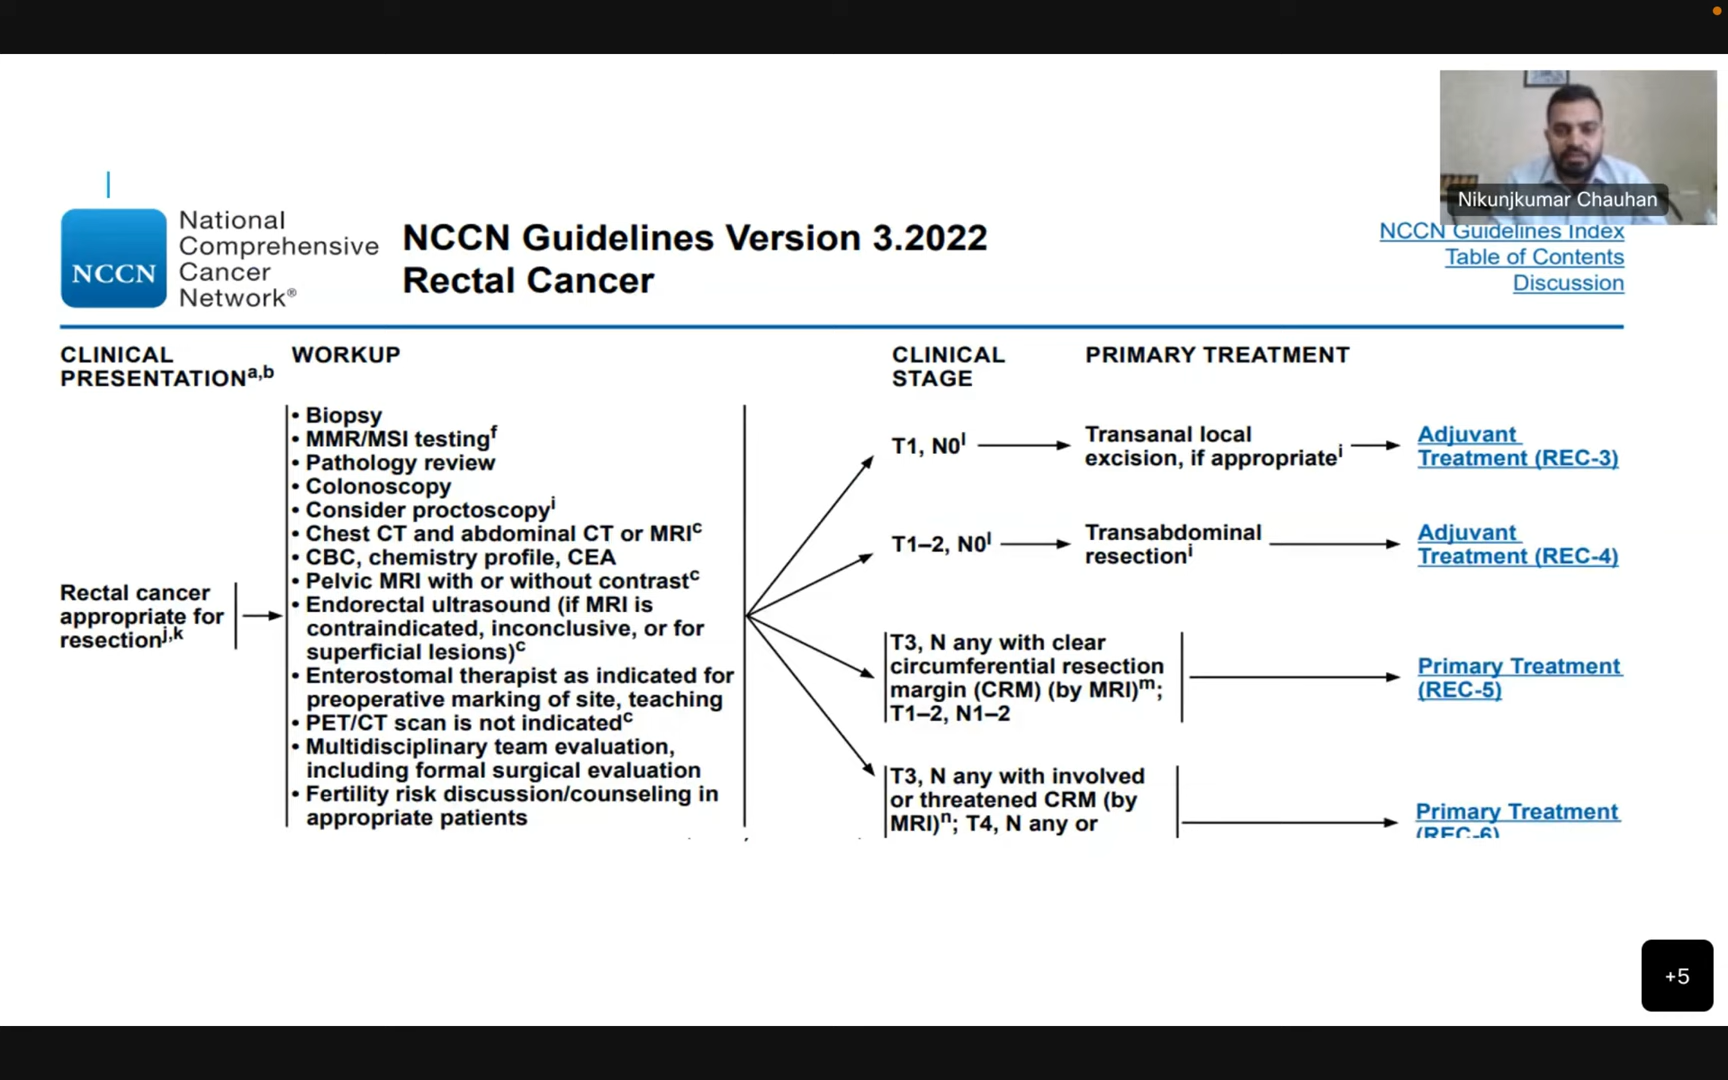 Nikunjkumar Chauhan
NCCN
National
Comprehensive
Cancer
Network®
NCCN Guidelines Version 3.2022
Rectal Cancer
NCCN Guidelines Index
Table of Contents
Discussion
CLINICAL
PRESENTATIONa,b
WORKUP
CLINICAL
STAGE
PRIMARY TREATMENT
Rectal cancer
appropriate for
resectionj,k
• Biopsy
• MMR/MSI testingf
• Pathology review
• Colonoscopy
• Consider proctoscopyi
• Chest CT and abdominal CT or MRIc
• CBC, chemistry profile, CEA
• Pelvic MRI with or without contrastc
• Endorectal ultrasound (if MRI is
contraindicated, inconclusive, or for
superficial lesions)c
• Enterostomal therapist as indicated for
preoperative marking of site, teaching
• PET/CT scan is not indicatedc
• Multidisciplinary team evaluation,
including formal surgical evaluation
• Fertility risk discussion/counseling in
appropriate patients
T1, N0l
Transanal local
excision, if appropriatei
Adjuvant
Treatment (REC-3)
T1–2, N0l
Transabdominal
resectioni
Adjuvant
Treatment (REC-4)
T3, N any with clear
circumferential resection
margin (CRM) (by MRI)m;
T1–2, N1–2
Primary Treatment
(REC-5)
T3, N any with involved
or threatened CRM (by
MRI)n; T4, N any or
Primary Treatment
(REC-6)
+5